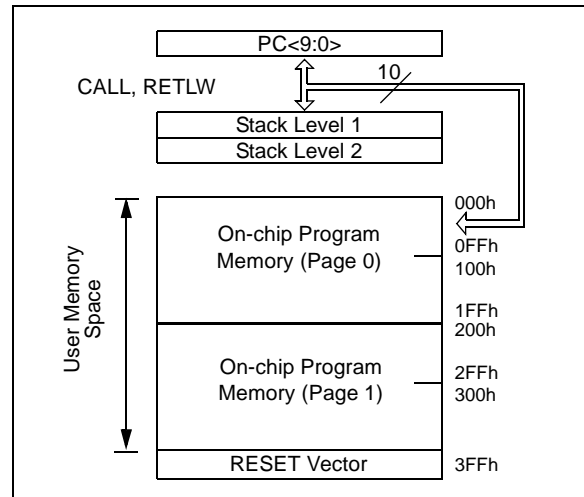 PC<9:0>
CALL, RETLW
10
Stack Level 1
Stack Level 2
000h
On-chip Program
Memory (Page 0)
0FFh
100h
1FFh
200h
User Memory
Space
On-chip Program
Memory (Page 1)
2FFh
300h
RESET Vector
3FFh